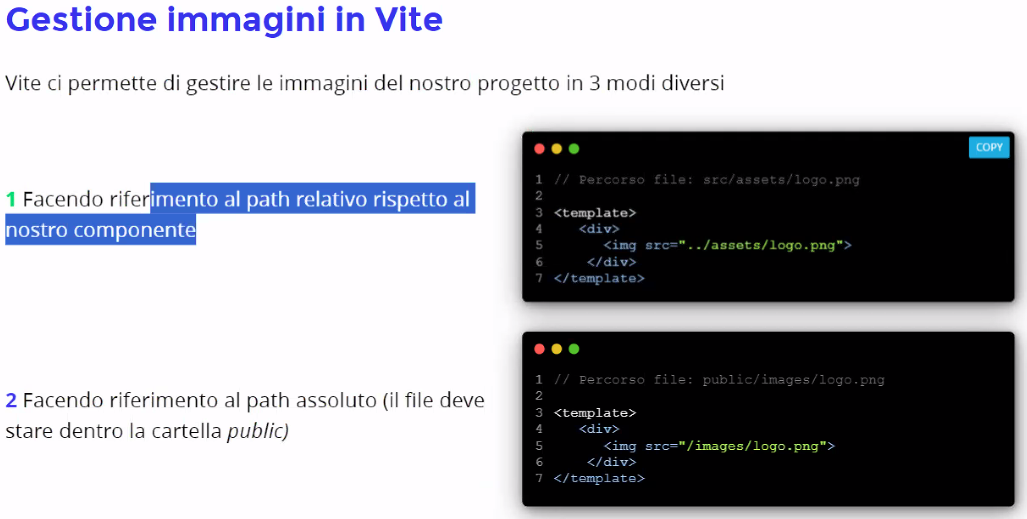 Gestione immagini in Vite
Vite ci permette di gestire le immagini del nostro progetto in 3 modi diversi
1 Facendo riferimento al path relativo rispetto al
nostro componente
COPY
1 // Percorso file: src/assets/logo.png
2
3 <template>
4 <div>
5 <img src="../assets/logo.png">
6 </div>
7 </template>
2 Facendo riferimento al path assoluto (il file deve
stare dentro la cartella public)
1 // Percorso file: public/images/logo.png
2
3 <template>
4 <div>
5 <img src="/images/logo.png">
6 </div>
7 </template>